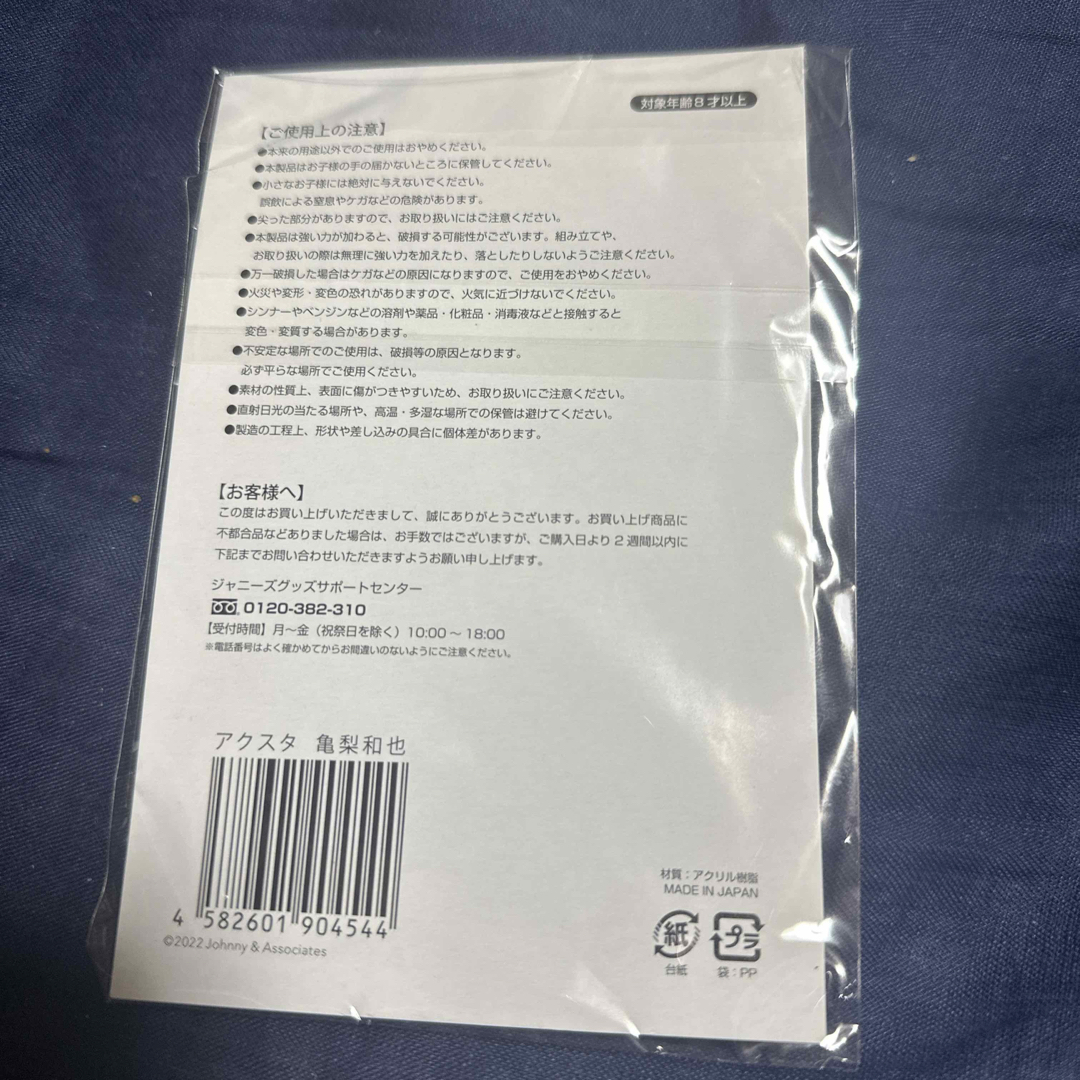 対象年齢8才以上
【ご使用上の注意】
●本来の用途以外でのご使用はおやめください。
●本製品はお子様の手の届かないところに保管してください。
●小さなお子様には絶対に与えないでください。
誤飲による窒息やケガなどの危険があります。
●尖った部分がありますので、お取り扱いにはご注意ください。
●本製品は強い力が加わると、破損する可能性がございます。組み立てや、
お取り扱いの際は無理に強い力を加えたり、落としたりしないようご注意ください。
●万一破損した場合はケガなどの原因になりますので、ご使用をおやめください。
●火災や変形・変色の恐れがありますので、火気に近づけないでください。
●シンナーやベンジンなどの溶剤や薬品・化粧品・消毒液などと接触すると
変色・変質する場合があります。
●不安定な場所でのご使用は、破損等の原因となります。
必ず平らな場所でご使用ください。
●素材の性質上、表面に傷がつきやすいため、お取り扱いにご注意ください。
●直射日光の当たる場所や、高温・多湿な場所での保管は避けてください。
●製造の工程上、形状や差し込みの具合に個体差があります。
【お客様へ】
この度はお買い上げいただきまして、誠にありがとうございます。お買い上げ商品に
不都合品などありました場合は、お手数ではございますが、ご購入日より2週間以内に
下記までお問い合わせいただきますようお願い申し上げます。
ジャニーズグッズサポートセンター
0120-382-310
【受付時間】月～金（祝祭日を除く）10:00～18:00
※電話番号はよく確かめてからお間違いのないようにご注意ください。
アクスタ 亀梨和也
4 582601 904544
©2022 Johnny & Associates
材質：アクリル樹脂
MADE IN JAPAN
紙 プラ
台紙 袋：PP